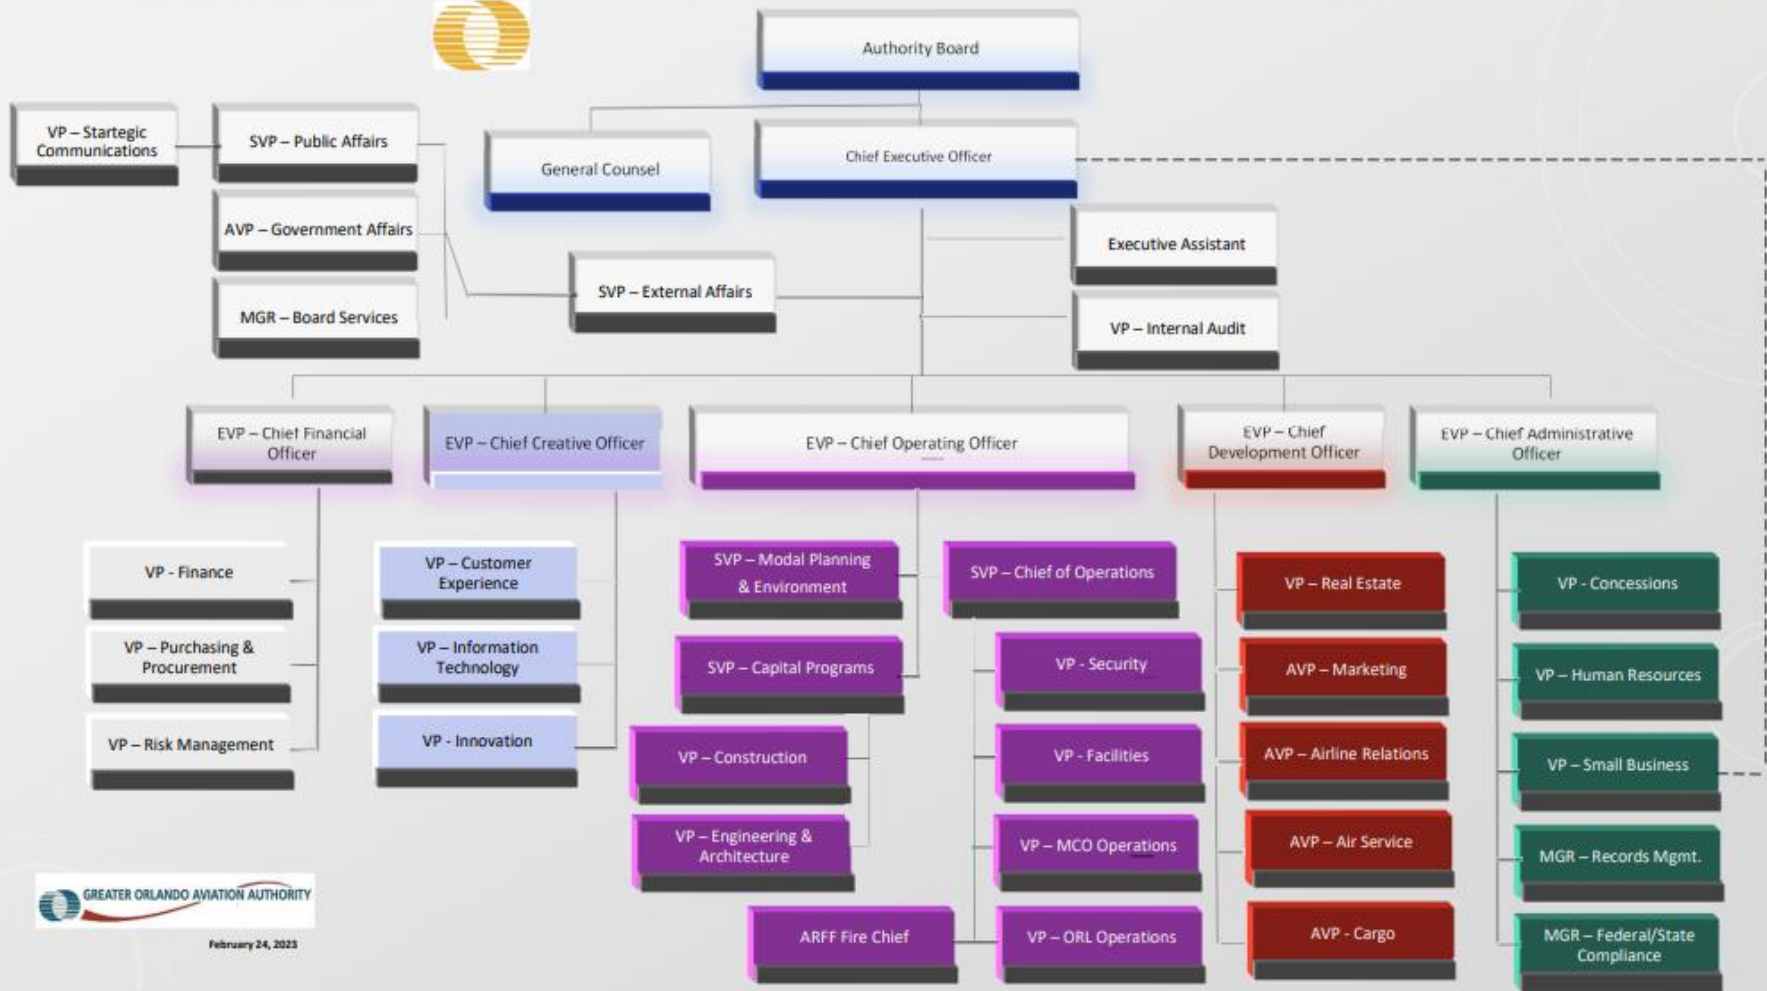 Authority Board
VP – Startegic
Communications
SVP – Public Affairs
General Counsel
Chief Executive Officer
AVP – Government Affairs
Executive Assistant
SVP – External Affairs
MGR – Board Services
VP – Internal Audit
EVP – Chief Financial
Officer
EVP – Chief Creative Officer
EVP – Chief Operating Officer
EVP – Chief
Development Officer
EVP – Chief Administrative
Officer
VP - Finance
VP – Purchasing &
Procurement
VP – Risk Management
VP – Customer
Experience
VP – Information
Technology
VP - Innovation
SVP – Modal Planning
& Environment
SVP – Capital Programs
VP – Construction
VP – Engineering &
Architecture
SVP – Chief of Operations
VP - Security
VP - Facilities
VP – MCO Operations
ARFF Fire Chief
VP – ORL Operations
VP – Real Estate
AVP – Marketing
AVP – Airline Relations
AVP – Air Service
AVP - Cargo
VP - Concessions
VP – Human Resources
VP – Small Business
MGR – Records Mgmt.
MGR – Federal/State
Compliance
GREATER ORLANDO AVIATION AUTHORITY
February 24, 2023